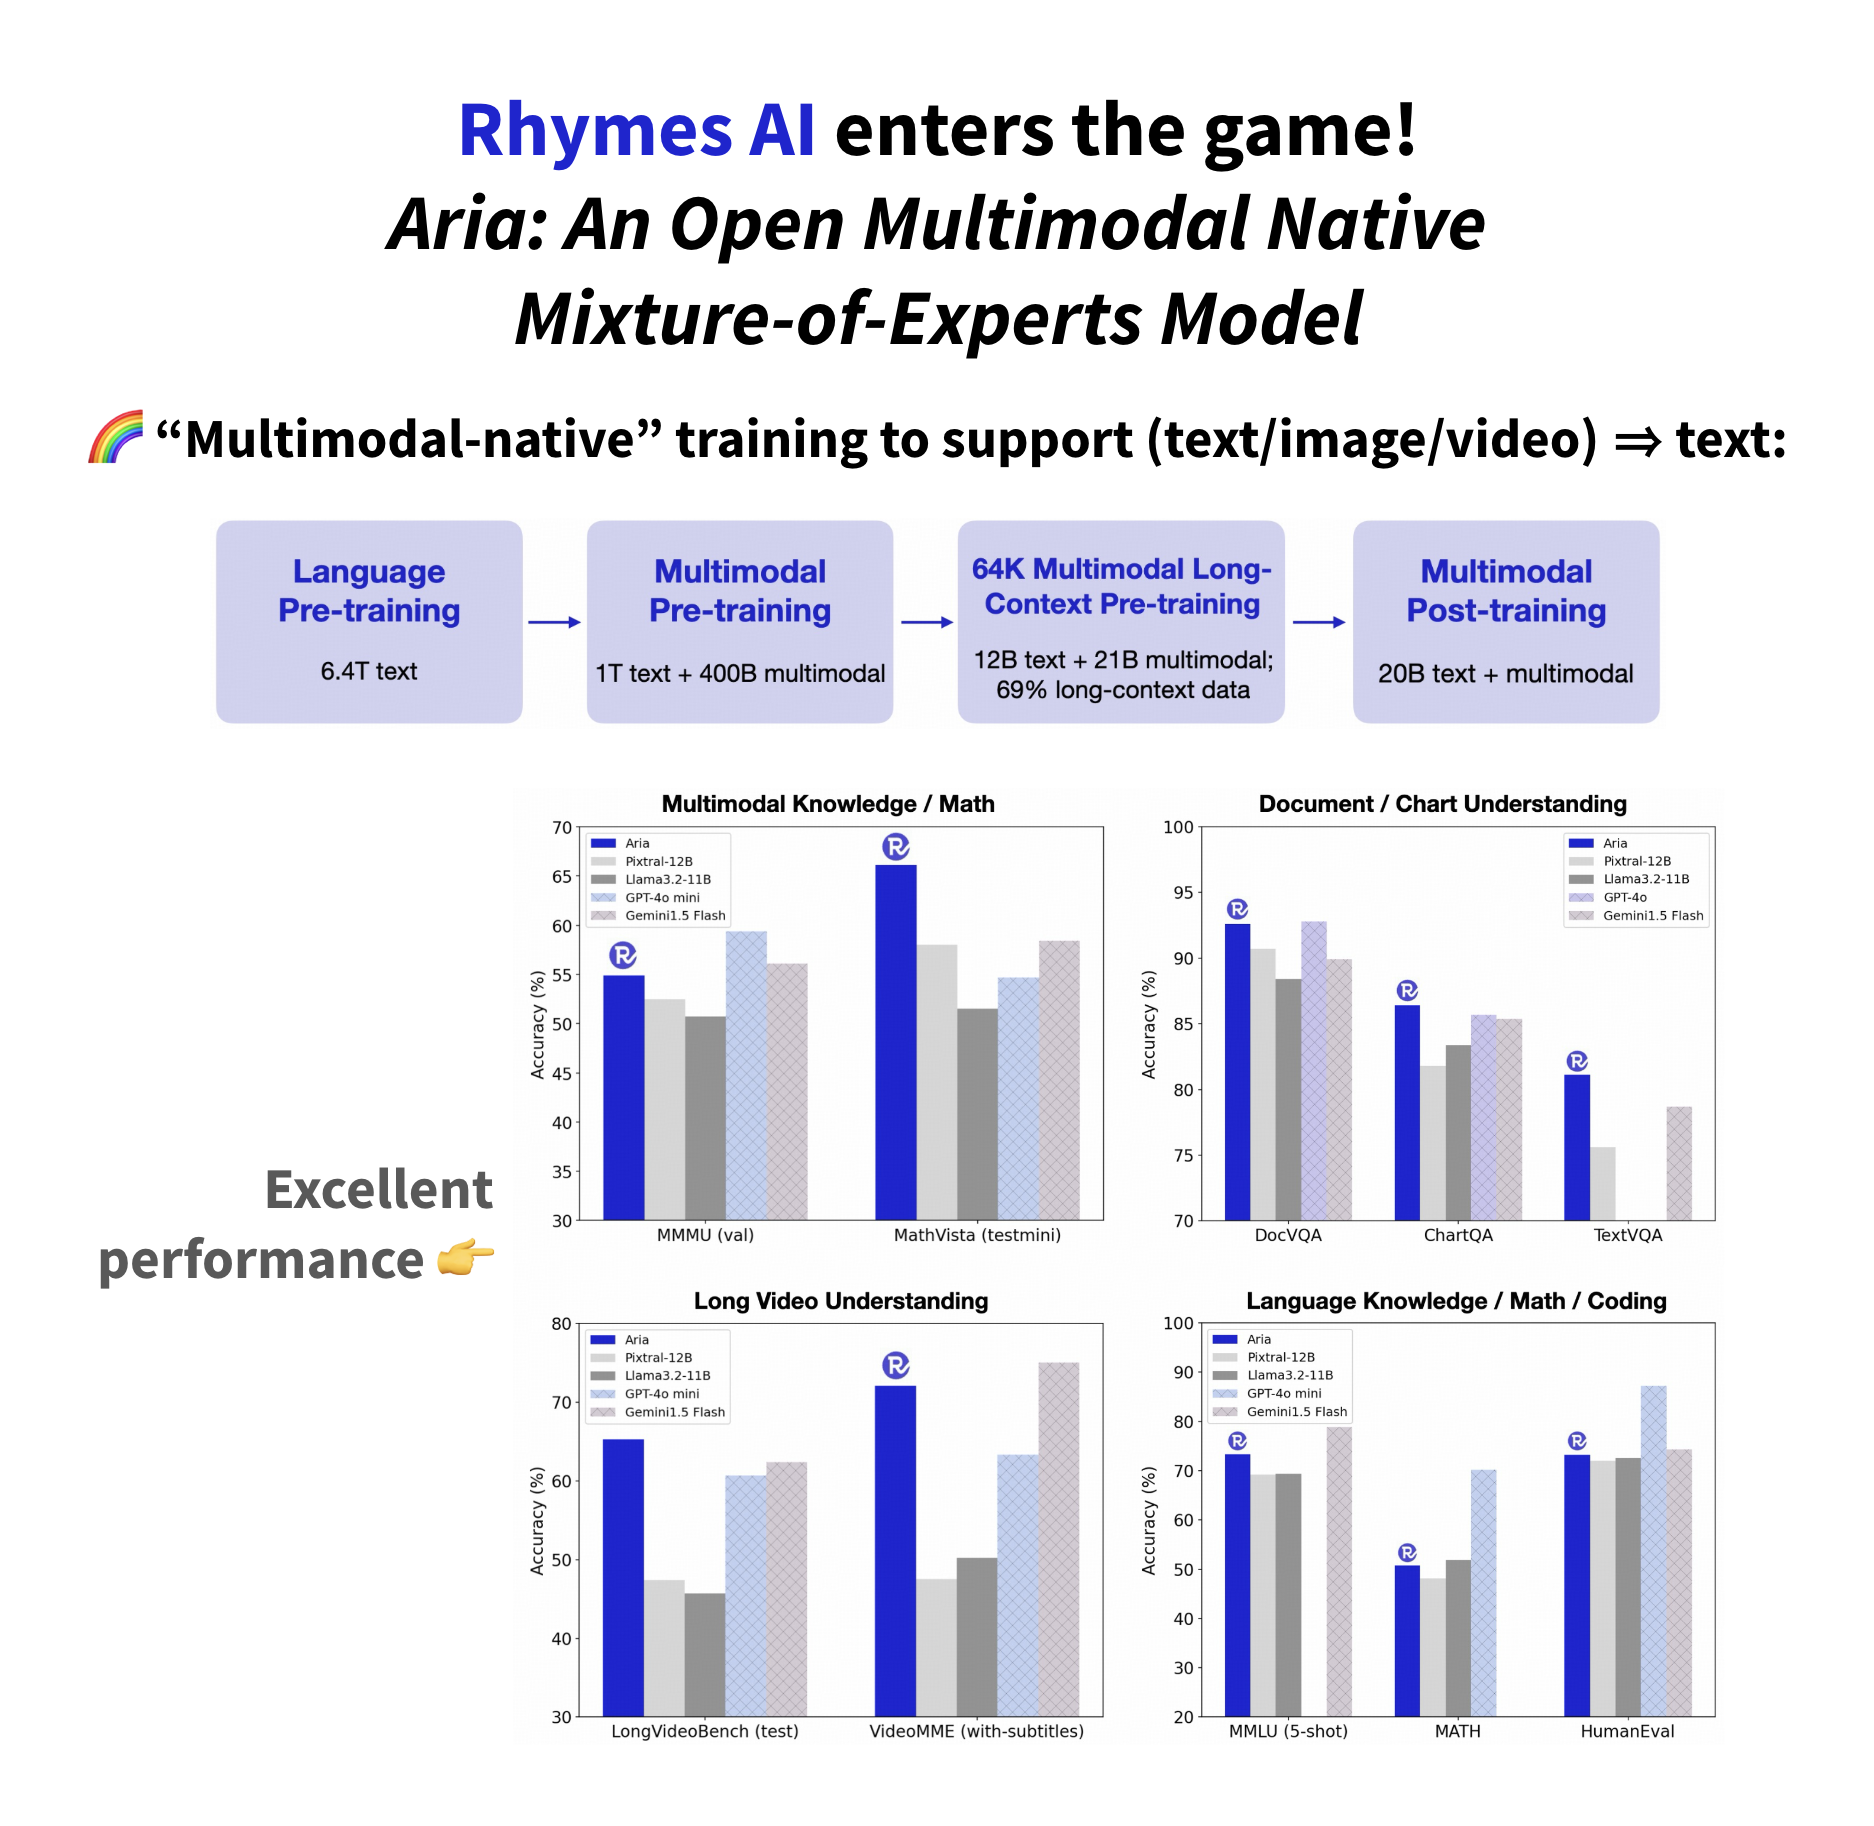 Rhymes AI enters the game!
Aria: An Open Multimodal Native
Mixture-of-Experts Model
🌈 “Multimodal-native” training to support (text/image/video) ⇒ text:
Language
Pre-training
6.4T text
Multimodal
Pre-training
1T text + 400B multimodal
64K Multimodal Long-
Context Pre-training
12B text + 21B multimodal;
69% long-context data
Multimodal
Post-training
20B text + multimodal
Excellent
performance 👉
Multimodal Knowledge / Math
Accuracy (%)
70
65
60
55
50
45
40
35
30
Aria
Pixtral-12B
Llama3.2-11B
GPT-4o mini
Gemini1.5 Flash
R
R
MMMU (val)
MathVista (testmini)
Document / Chart Understanding
Accuracy (%)
100
95
90
85
80
75
70
Aria
Pixtral-12B
Llama3.2-11B
GPT-4o
Gemini1.5 Flash
R
R
R
DocVQA
ChartQA
TextVQA
Long Video Understanding
Accuracy (%)
80
70
60
50
40
30
Aria
Pixtral-12B
Llama3.2-11B
GPT-4o mini
Gemini1.5 Flash
R
LongVideoBench (test)
VideoMME (with-subtitles)
Language Knowledge / Math / Coding
Accuracy (%)
100
90
80
70
60
50
40
30
20
Aria
Pixtral-12B
Llama3.2-11B
GPT-4o mini
Gemini1.5 Flash
R
R
R
MMLU (5-shot)
MATH
HumanEval